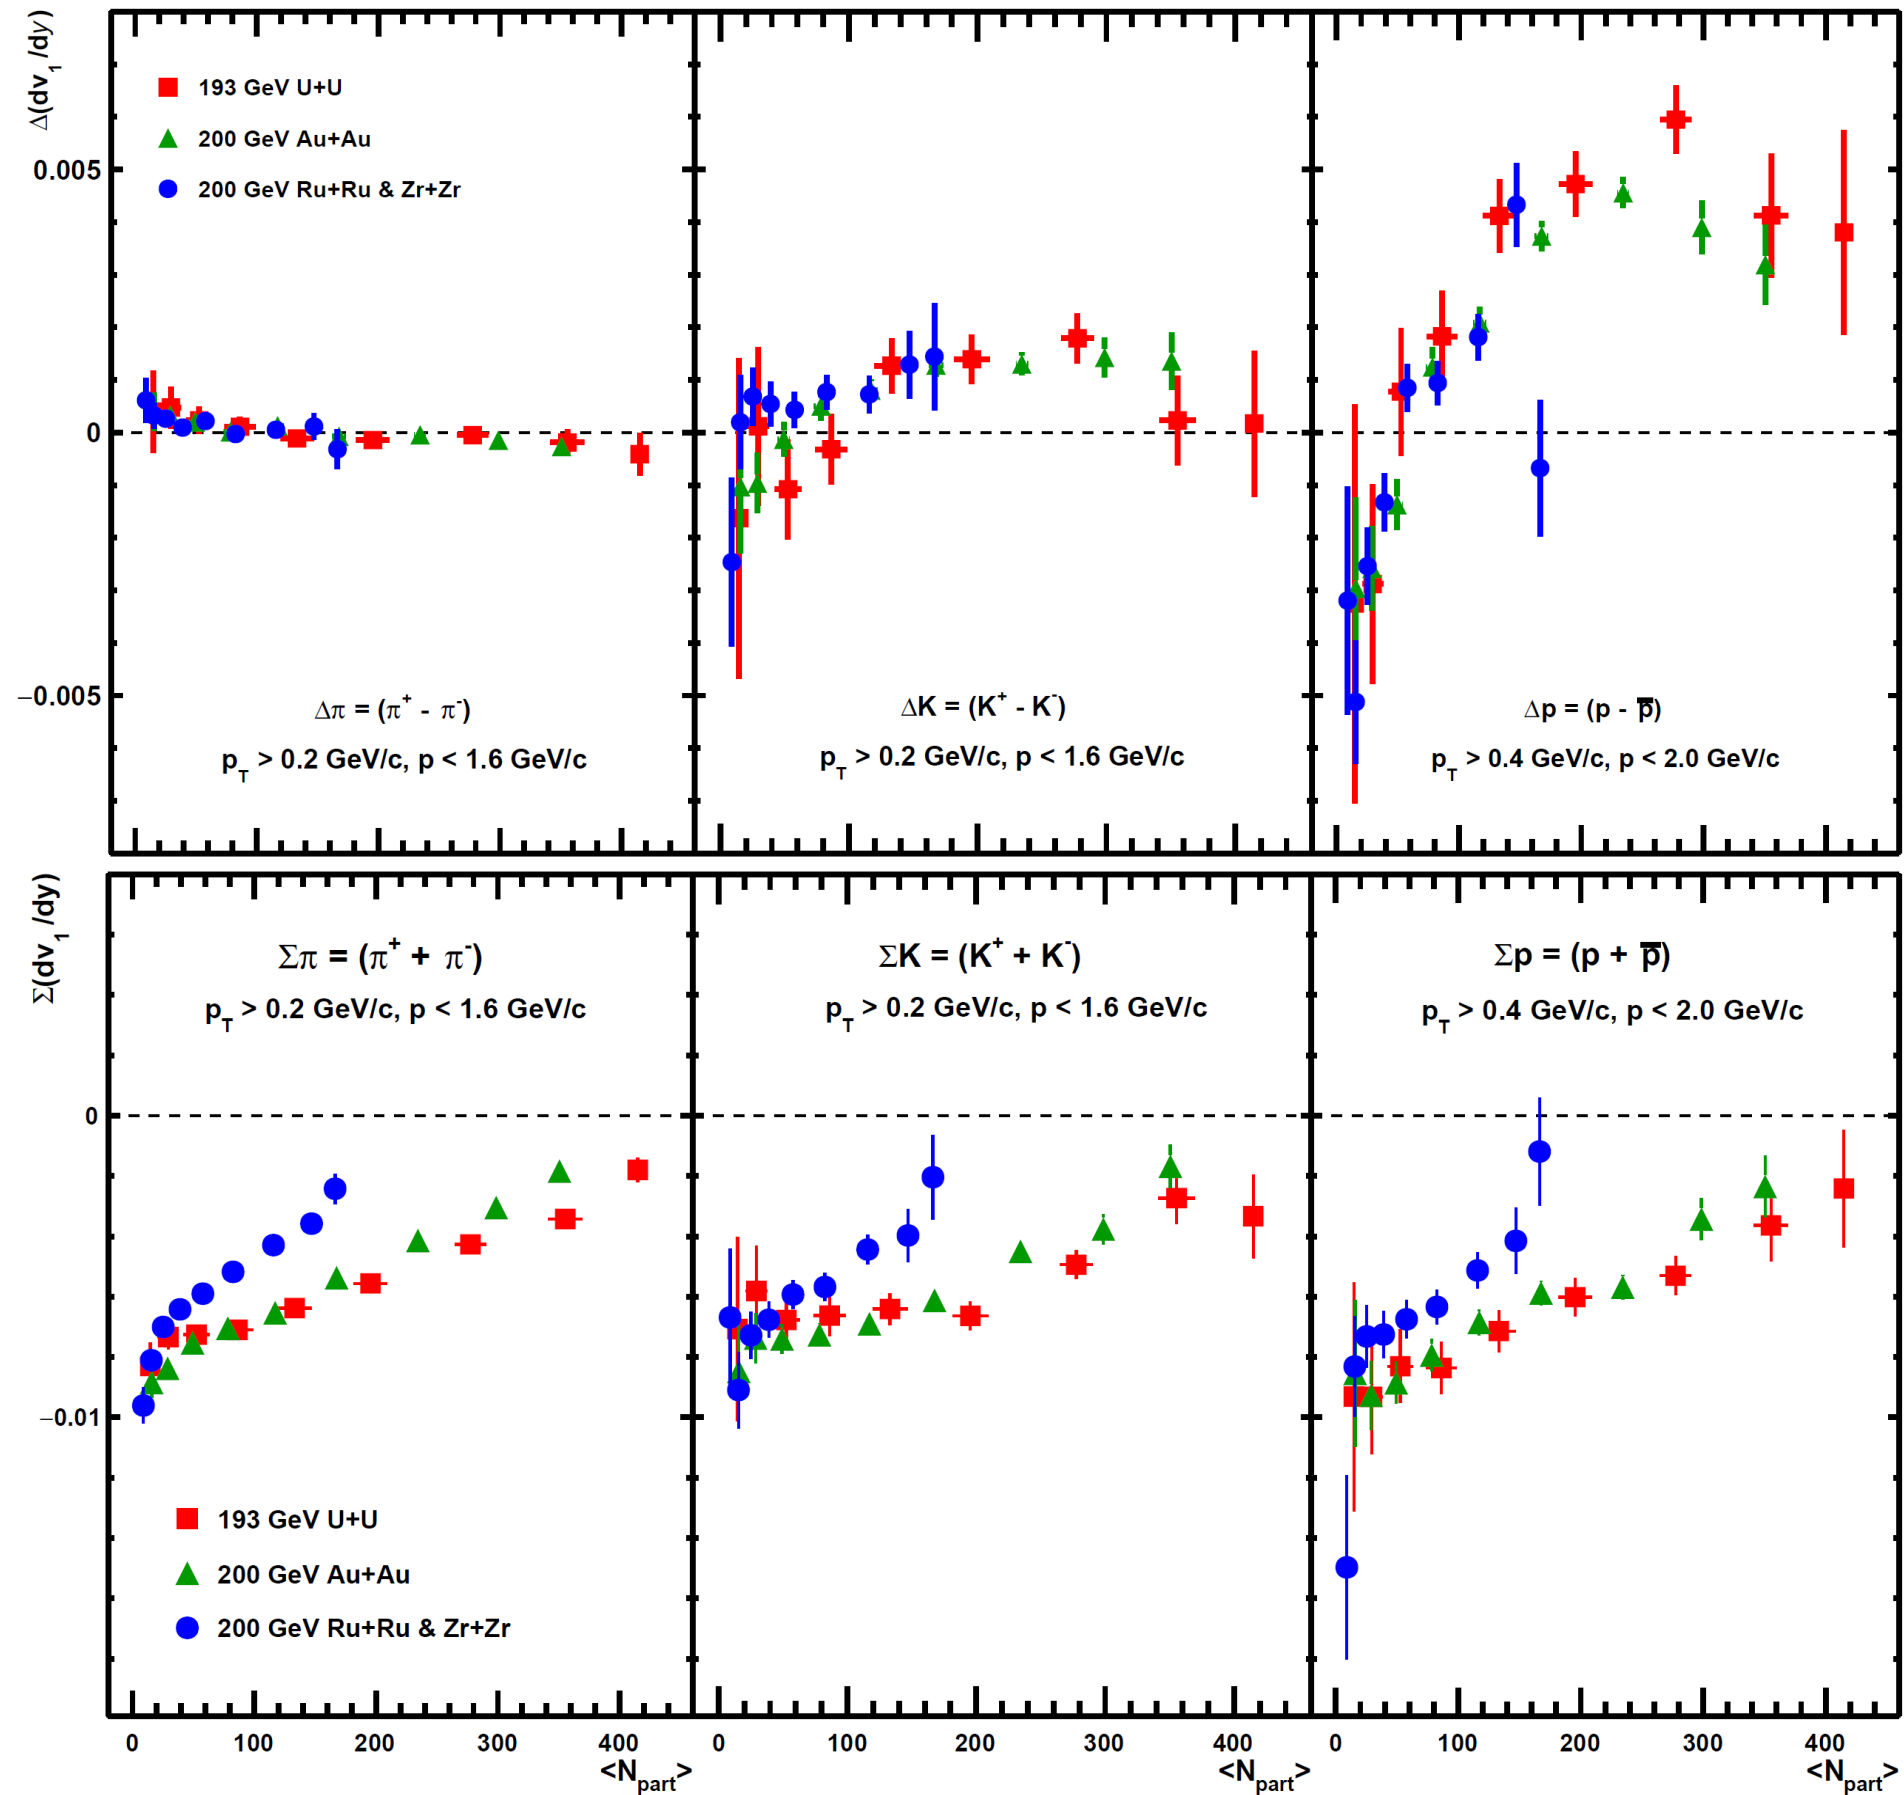 Δ(dv1/dy)
193 GeV U+U
200 GeV Au+Au
200 GeV Ru+Ru & Zr+Zr
0.005
0
−0.005
Δπ = (π+ - π-)
pT > 0.2 GeV/c, p < 1.6 GeV/c
ΔK = (K+ - K-)
pT > 0.2 GeV/c, p < 1.6 GeV/c
Δp = (p - p̅)
pT > 0.4 GeV/c, p < 2.0 GeV/c
Σ(dv1/dy)
Σπ = (π+ + π-)
pT > 0.2 GeV/c, p < 1.6 GeV/c
ΣK = (K+ + K-)
pT > 0.2 GeV/c, p < 1.6 GeV/c
Σp = (p + p̅)
pT > 0.4 GeV/c, p < 2.0 GeV/c
0
−0.01
193 GeV U+U
200 GeV Au+Au
200 GeV Ru+Ru & Zr+Zr
0 100 200 300 400
<Npart>
0 100 200 300 400
<Npart>
0 100 200 300 400
<Npart>